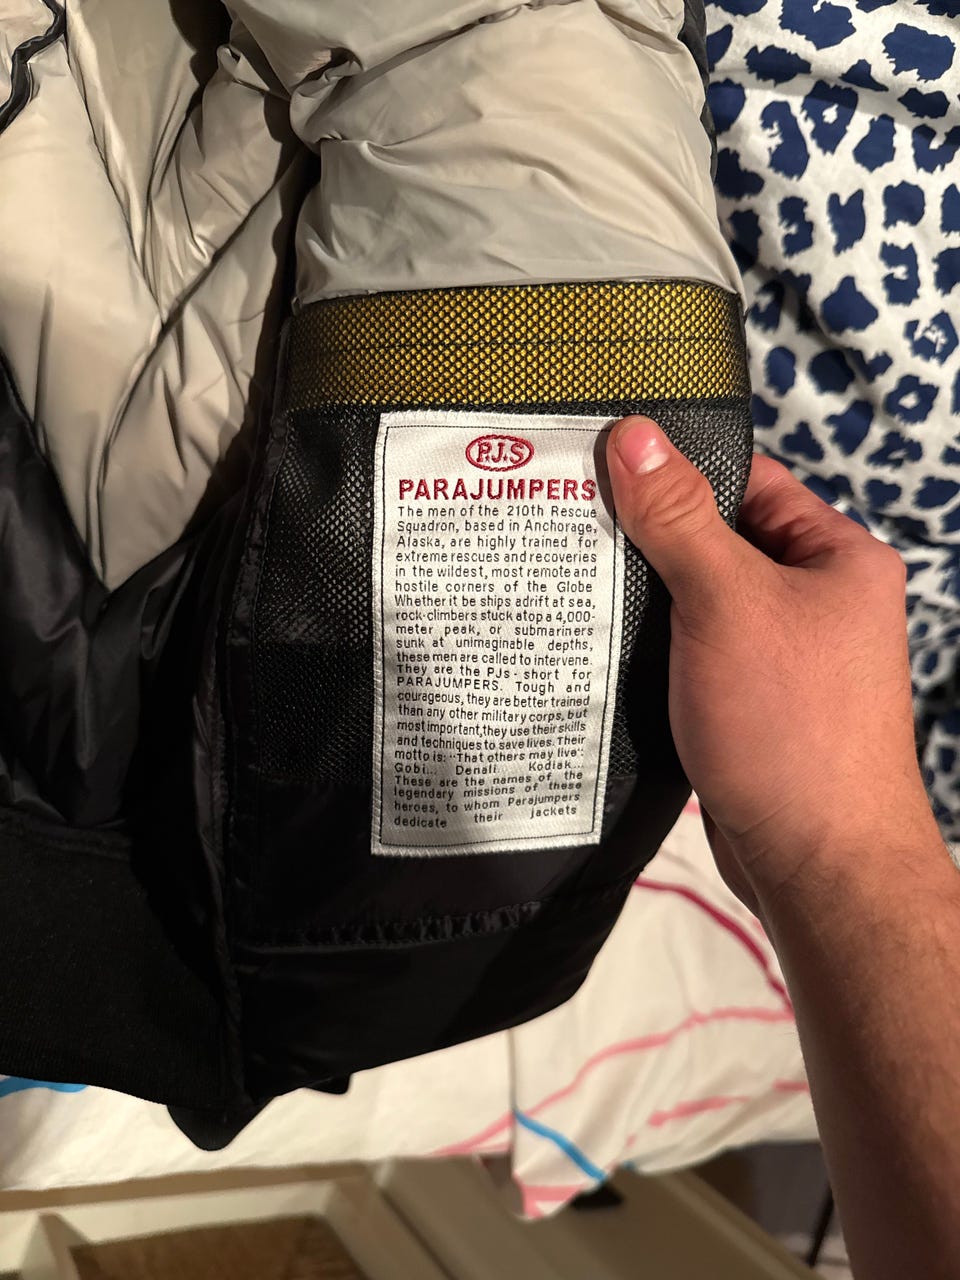 P.J.S
PARAJUMPERS
The men of the 210th Rescue
Squadron, based in Anchorage,
Alaska, are highly trained for
extreme rescues and recoveries
in the wildest, most remote and
hostile corners of the Globe
Whether it be ships adrift at sea,
rock-climbers stuck atop a 4,000-
meter peak, or submariners
sunk at unimaginable depths,
these men are called to intervene.
They are the PJs - short for
PARAJUMPERS. Tough and
courageous, they are better trained
than any other military corps, but
most important, they use their skills
and techniques to save lives. Their
motto is: "That others may live":
Gobi... Denali... Kodiak...
These are the names of the
legendary missions of these
heroes, to whom Parajumpers
dedicate their jackets